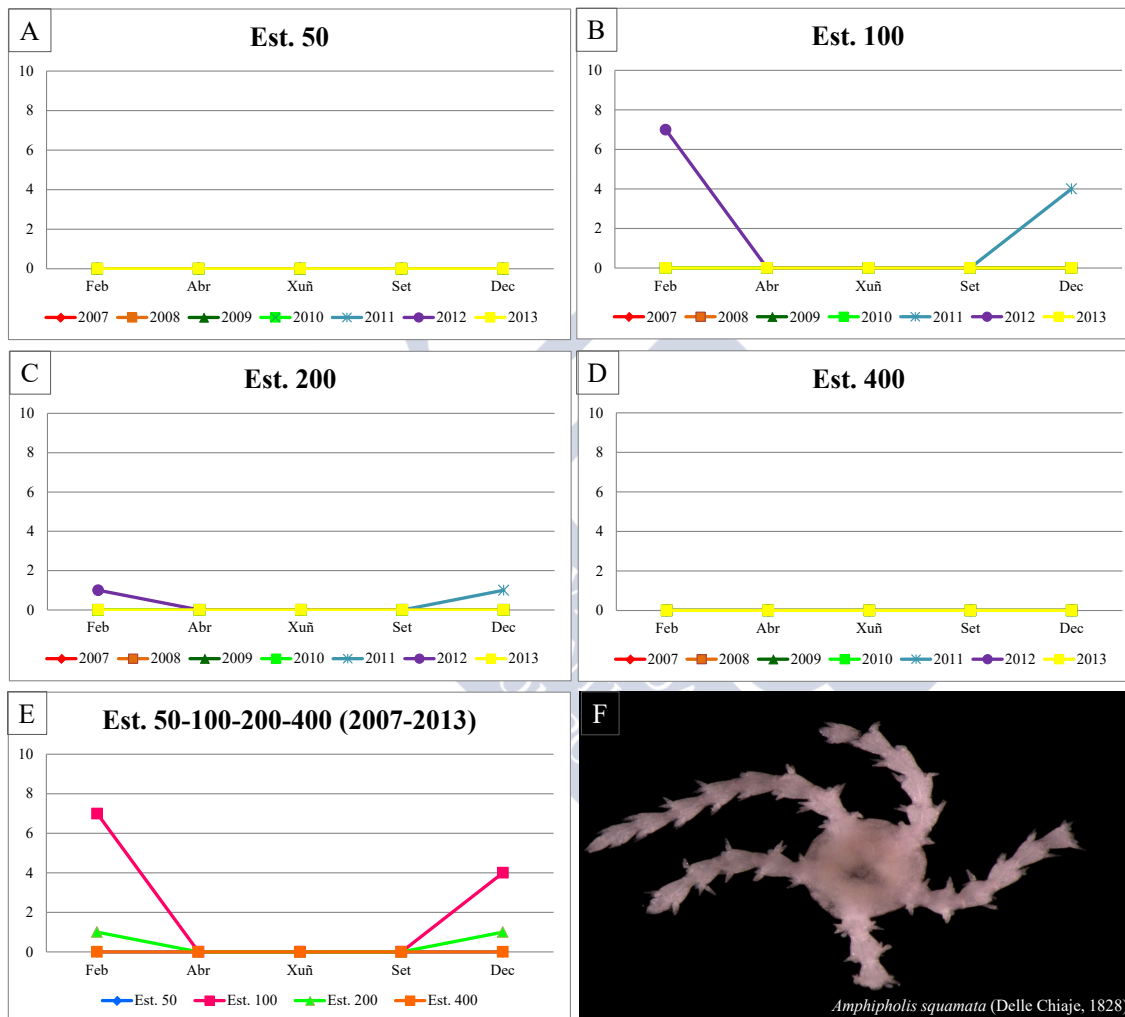 A
Est. 50
10
8
6
4
2
0
Feb Abr Xuñ Set Dec
2007 2008 2009 2010 2011 2012 2013
B
Est. 100
10
8
6
4
2
0
Feb Abr Xuñ Set Dec
2007 2008 2009 2010 2011 2012 2013
C
Est. 200
10
8
6
4
2
0
Feb Abr Xuñ Set Dec
2007 2008 2009 2010 2011 2012 2013
D
Est. 400
10
8
6
4
2
0
Feb Abr Xuñ Set Dec
2007 2008 2009 2010 2011 2012 2013
E
Est. 50-100-200-400 (2007-2013)
10
8
6
4
2
0
Feb Abr Xuñ Set Dec
Est. 50 Est. 100 Est. 200 Est. 400
F
Amphipholis squamata (Delle Chiaje, 1828)